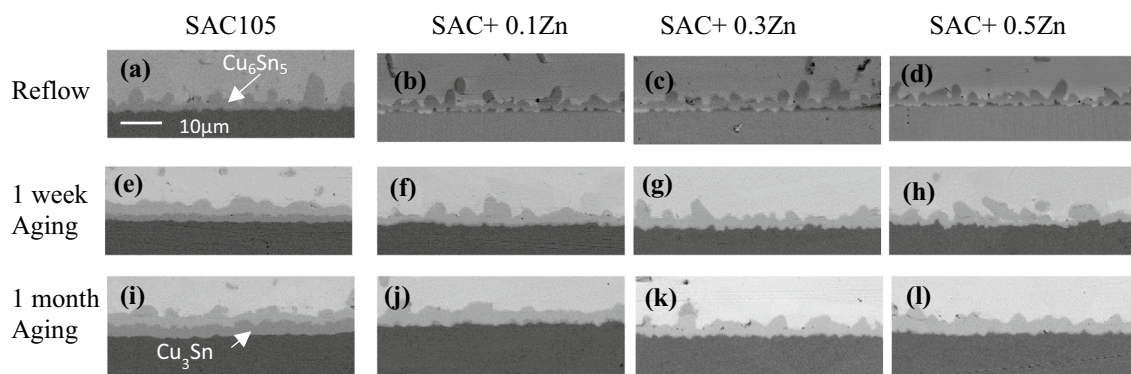 SAC105 SAC+ 0.1Zn SAC+ 0.3Zn SAC+ 0.5Zn
Reflow (a) Cu₆Sn₅ (b) (c) (d)
10μm
1 week (e) (f) (g) (h)
Aging
1 month (i) (j) (k) (l)
Aging
Cu₃Sn